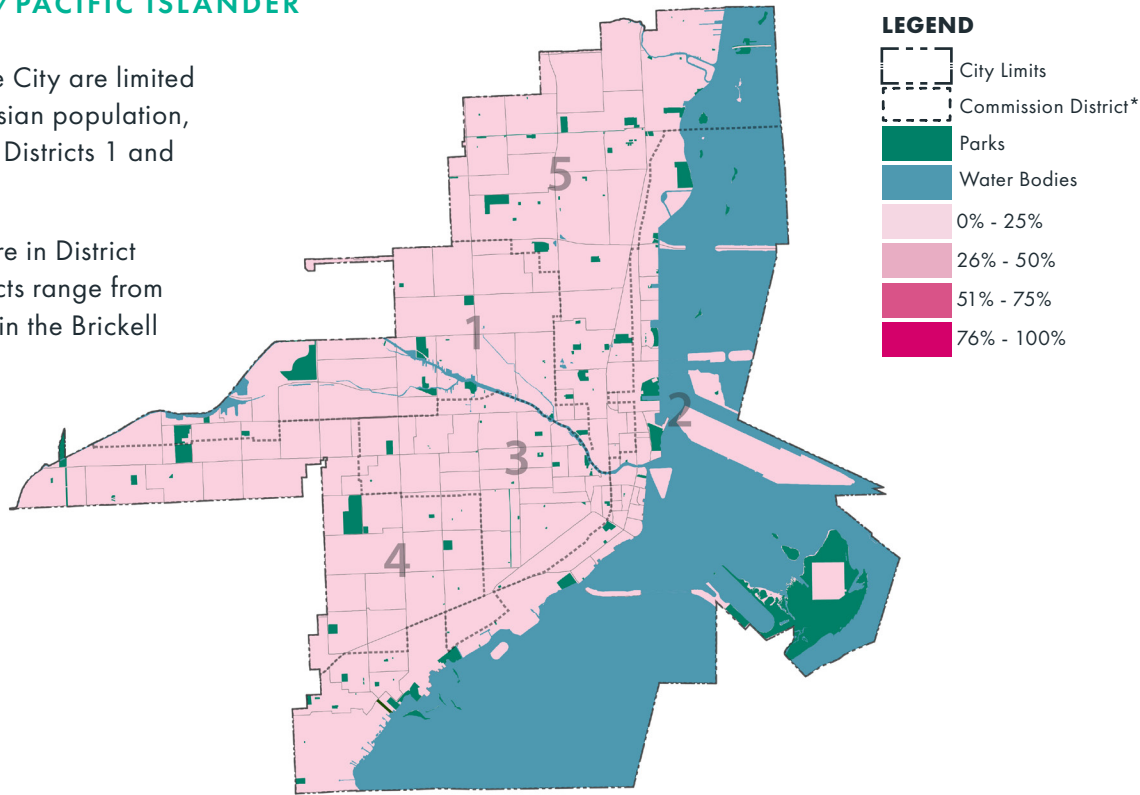 /PACIFIC ISLANDER
e City are limited
sian population,
Districts 1 and
re in District
cts range from
in the Brickell
5
1
2
3
4
LEGEND
City Limits
Commission District*
Parks
Water Bodies
0% - 25%
26% - 50%
51% - 75%
76% - 100%